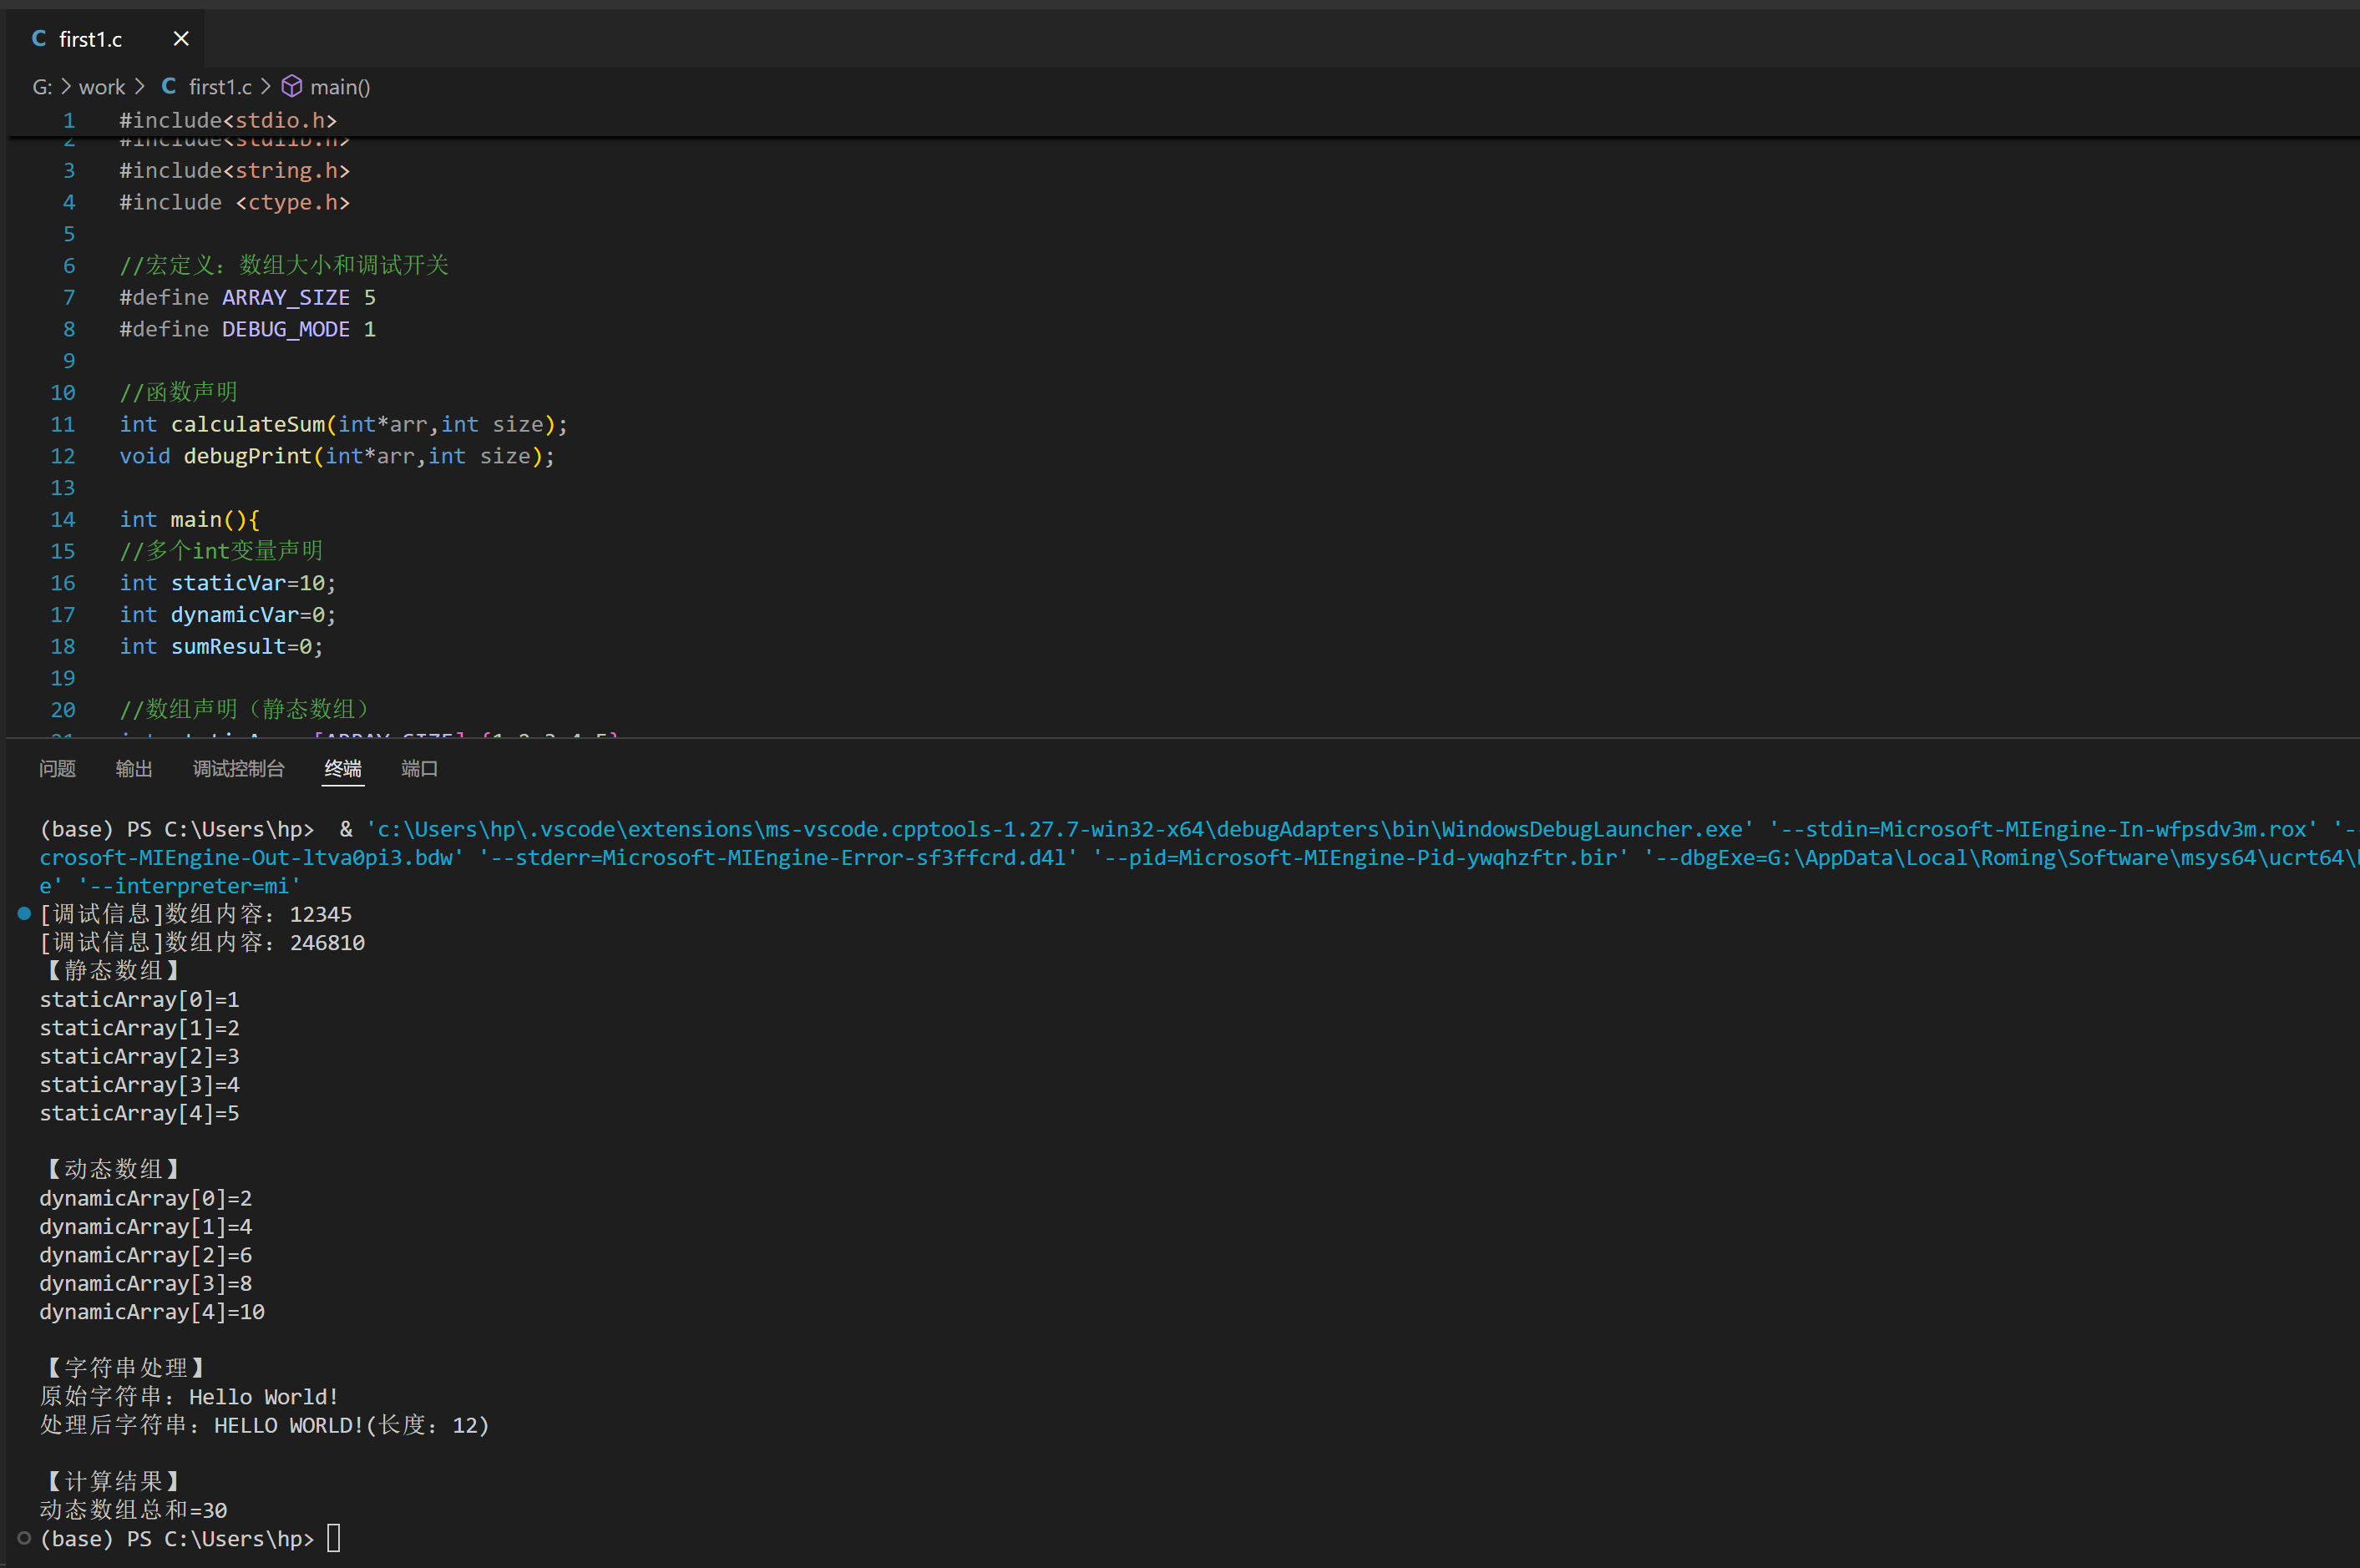 C first1.c ×
G: > work > C first1.c > main()
1 #include<stdio.h>
2 #include<stdlib.h>
3 #include<string.h>
4 #include <ctype.h>
5
6 //宏定义：数组大小和调试开关
7 #define ARRAY_SIZE 5
8 #define DEBUG_MODE 1
9
10 //函数声明
11 int calculateSum(int*arr,int size);
12 void debugPrint(int*arr,int size);
13
14 int main(){
15 //多个int变量声明
16 int staticVar=10;
17 int dynamicVar=0;
18 int sumResult=0;
19
20 //数组声明（静态数组）
问题 输出 调试控制台 终端 端口
(base) PS C:\Users\hp>  & 'c:\Users\hp\.vscode\extensions\ms-vscode.cpptools-1.27.7-win32-x64\debugAdapters\bin\WindowsDebugLauncher.exe' '--stdin=Microsoft-MIEngine-In-wfpsdv3m.rox' '-
crosoft-MIEngine-Out-ltva0pi3.bdw' '--stderr=Microsoft-MIEngine-Error-sf3ffcrd.d4l' '--pid=Microsoft-MIEngine-Pid-ywqhzftr.bir' '--dbgExe=G:\AppData\Local\Roming\Software\msys64\ucrt64\
e' '--interpreter=mi'
[调试信息]数组内容：12345
[调试信息]数组内容：246810
【静态数组】
staticArray[0]=1
staticArray[1]=2
staticArray[2]=3
staticArray[3]=4
staticArray[4]=5
【动态数组】
dynamicArray[0]=2
dynamicArray[1]=4
dynamicArray[2]=6
dynamicArray[3]=8
dynamicArray[4]=10
【字符串处理】
原始字符串：Hello World!
处理后字符串：HELLO WORLD!(长度：12)
【计算结果】
动态数组总和=30
(base) PS C:\Users\hp>